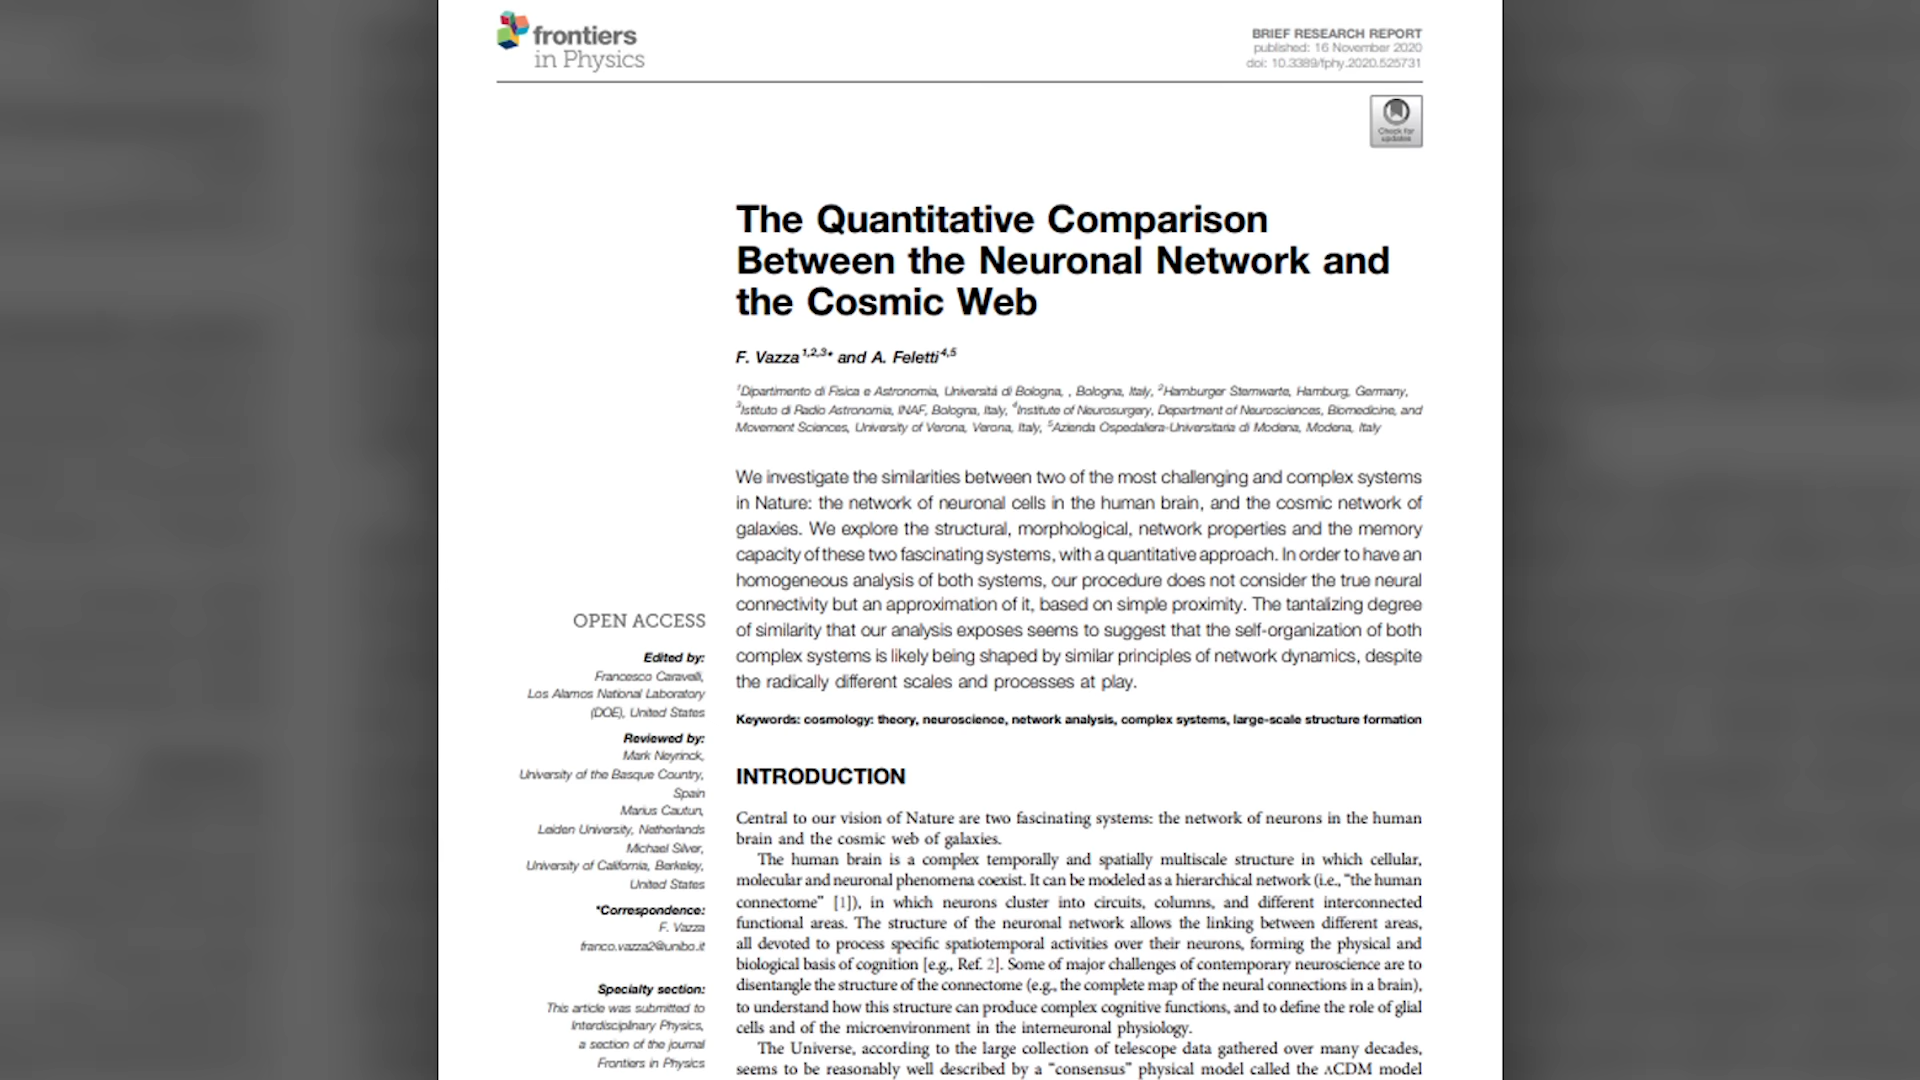 frontiers
in Physics
BRIEF RESEARCH REPORT
published: 16 November 2020
doi: 10.3389/fphy.2020.525731
Check for
updates
The Quantitative Comparison
Between the Neuronal Network and
the Cosmic Web
F. Vazza 1,2,3* and A. Feletti 4,5
1Dipartimento di Fisica e Astronomia, Universitá di Bologna, , Bologna, Italy, 2Hamburger Sternwarte, Hamburg, Germany,
3Istituto di Radio Astronomia, INAF, Bologna, Italy, 4Institute of Neurosurgery, Department of Neurosciences, Biomedicine, and
Movement Sciences, University of Verona, Verona, Italy, 5Azienda Ospedaliera-Universitaria di Modena, Modena, Italy
We investigate the similarities between two of the most challenging and complex systems
in Nature: the network of neuronal cells in the human brain, and the cosmic network of
galaxies. We explore the structural, morphological, network properties and the memory
capacity of these two fascinating systems, with a quantitative approach. In order to have an
homogeneous analysis of both systems, our procedure does not consider the true neural
connectivity but an approximation of it, based on simple proximity. The tantalizing degree
of similarity that our analysis exposes seems to suggest that the self-organization of both
complex systems is likely being shaped by similar principles of network dynamics, despite
the radically different scales and processes at play.
Keywords: cosmology: theory, neuroscience, network analysis, complex systems, large-scale structure formation
OPEN ACCESS
Edited by:
Francesco Caravelli,
Los Alamos National Laboratory
(DOE), United States
Reviewed by:
Mark Neyrinck,
University of the Basque Country,
Spain
Marius Cautun,
Leiden University, Netherlands
Michael Silver,
University of California, Berkeley,
United States
*Correspondence:
F. Vazza
franco.vazza2@unibo.it
Specialty section:
This article was submitted to
Interdisciplinary Physics,
a section of the journal
Frontiers in Physics
INTRODUCTION
Central to our vision of Nature are two fascinating systems: the network of neurons in the human
brain and the cosmic web of galaxies.
The human brain is a complex temporally and spatially multiscale structure in which cellular,
molecular and neuronal phenomena coexist. It can be modeled as a hierarchical network (i.e., "the human
connectome" [1]), in which neurons cluster into circuits, columns, and different interconnected
functional areas. The structure of the neuronal network allows the linking between different areas,
all devoted to process specific spatiotemporal activities over their neurons, forming the physical and
biological basis of cognition [e.g., Ref. 2]. Some of major challenges of contemporary neuroscience are to
disentangle the structure of the connectome (e.g., the complete map of the neural connections in a brain),
to understand how this structure can produce complex cognitive functions, and to define the role of glial
cells and of the microenvironment in the interneuronal physiology.
The Universe, according to the large collection of telescope data gathered over many decades,
seems to be reasonably well described by a "consensus" physical model called the ΛCDM model